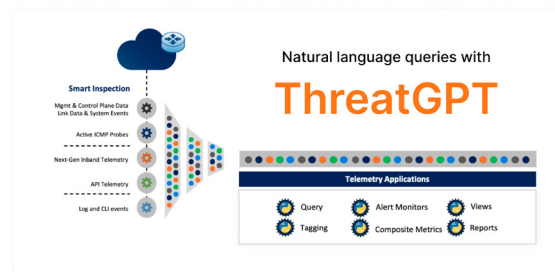 Natural language queries with
ThreatGPT
Smart Inspection
Mgmt & Control Plane Data
Link Data & System Events
Active ICMP Probes
Next-Gen Inband Telemetry
API Telemetry
Log and CLI events
Telemetry Applications
Query
Alert Monitors
Views
Tagging
Composite Metrics
Reports